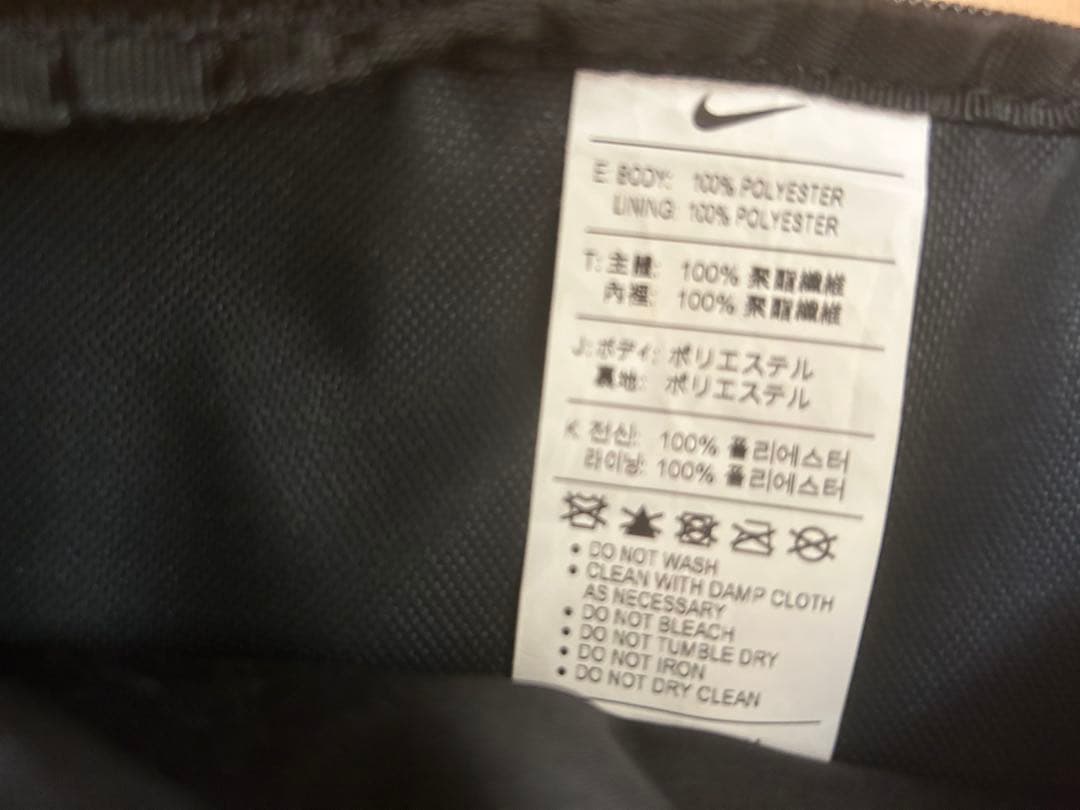 E: BODY: 100% POLYESTER
LINING: 100% POLYESTER
T: 主體: 100% 聚酯纖維
內裡: 100% 聚酯纖維
J: ボディ: ポリエステル
裏地: ポリエステル
K 전신: 100% 폴리에스터
라이닝: 100% 폴리에스터
• DO NOT WASH
• CLEAN WITH DAMP CLOTH
AS NECESSARY
• DO NOT BLEACH
• DO NOT TUMBLE DRY
• DO NOT IRON
• DO NOT DRY CLEAN